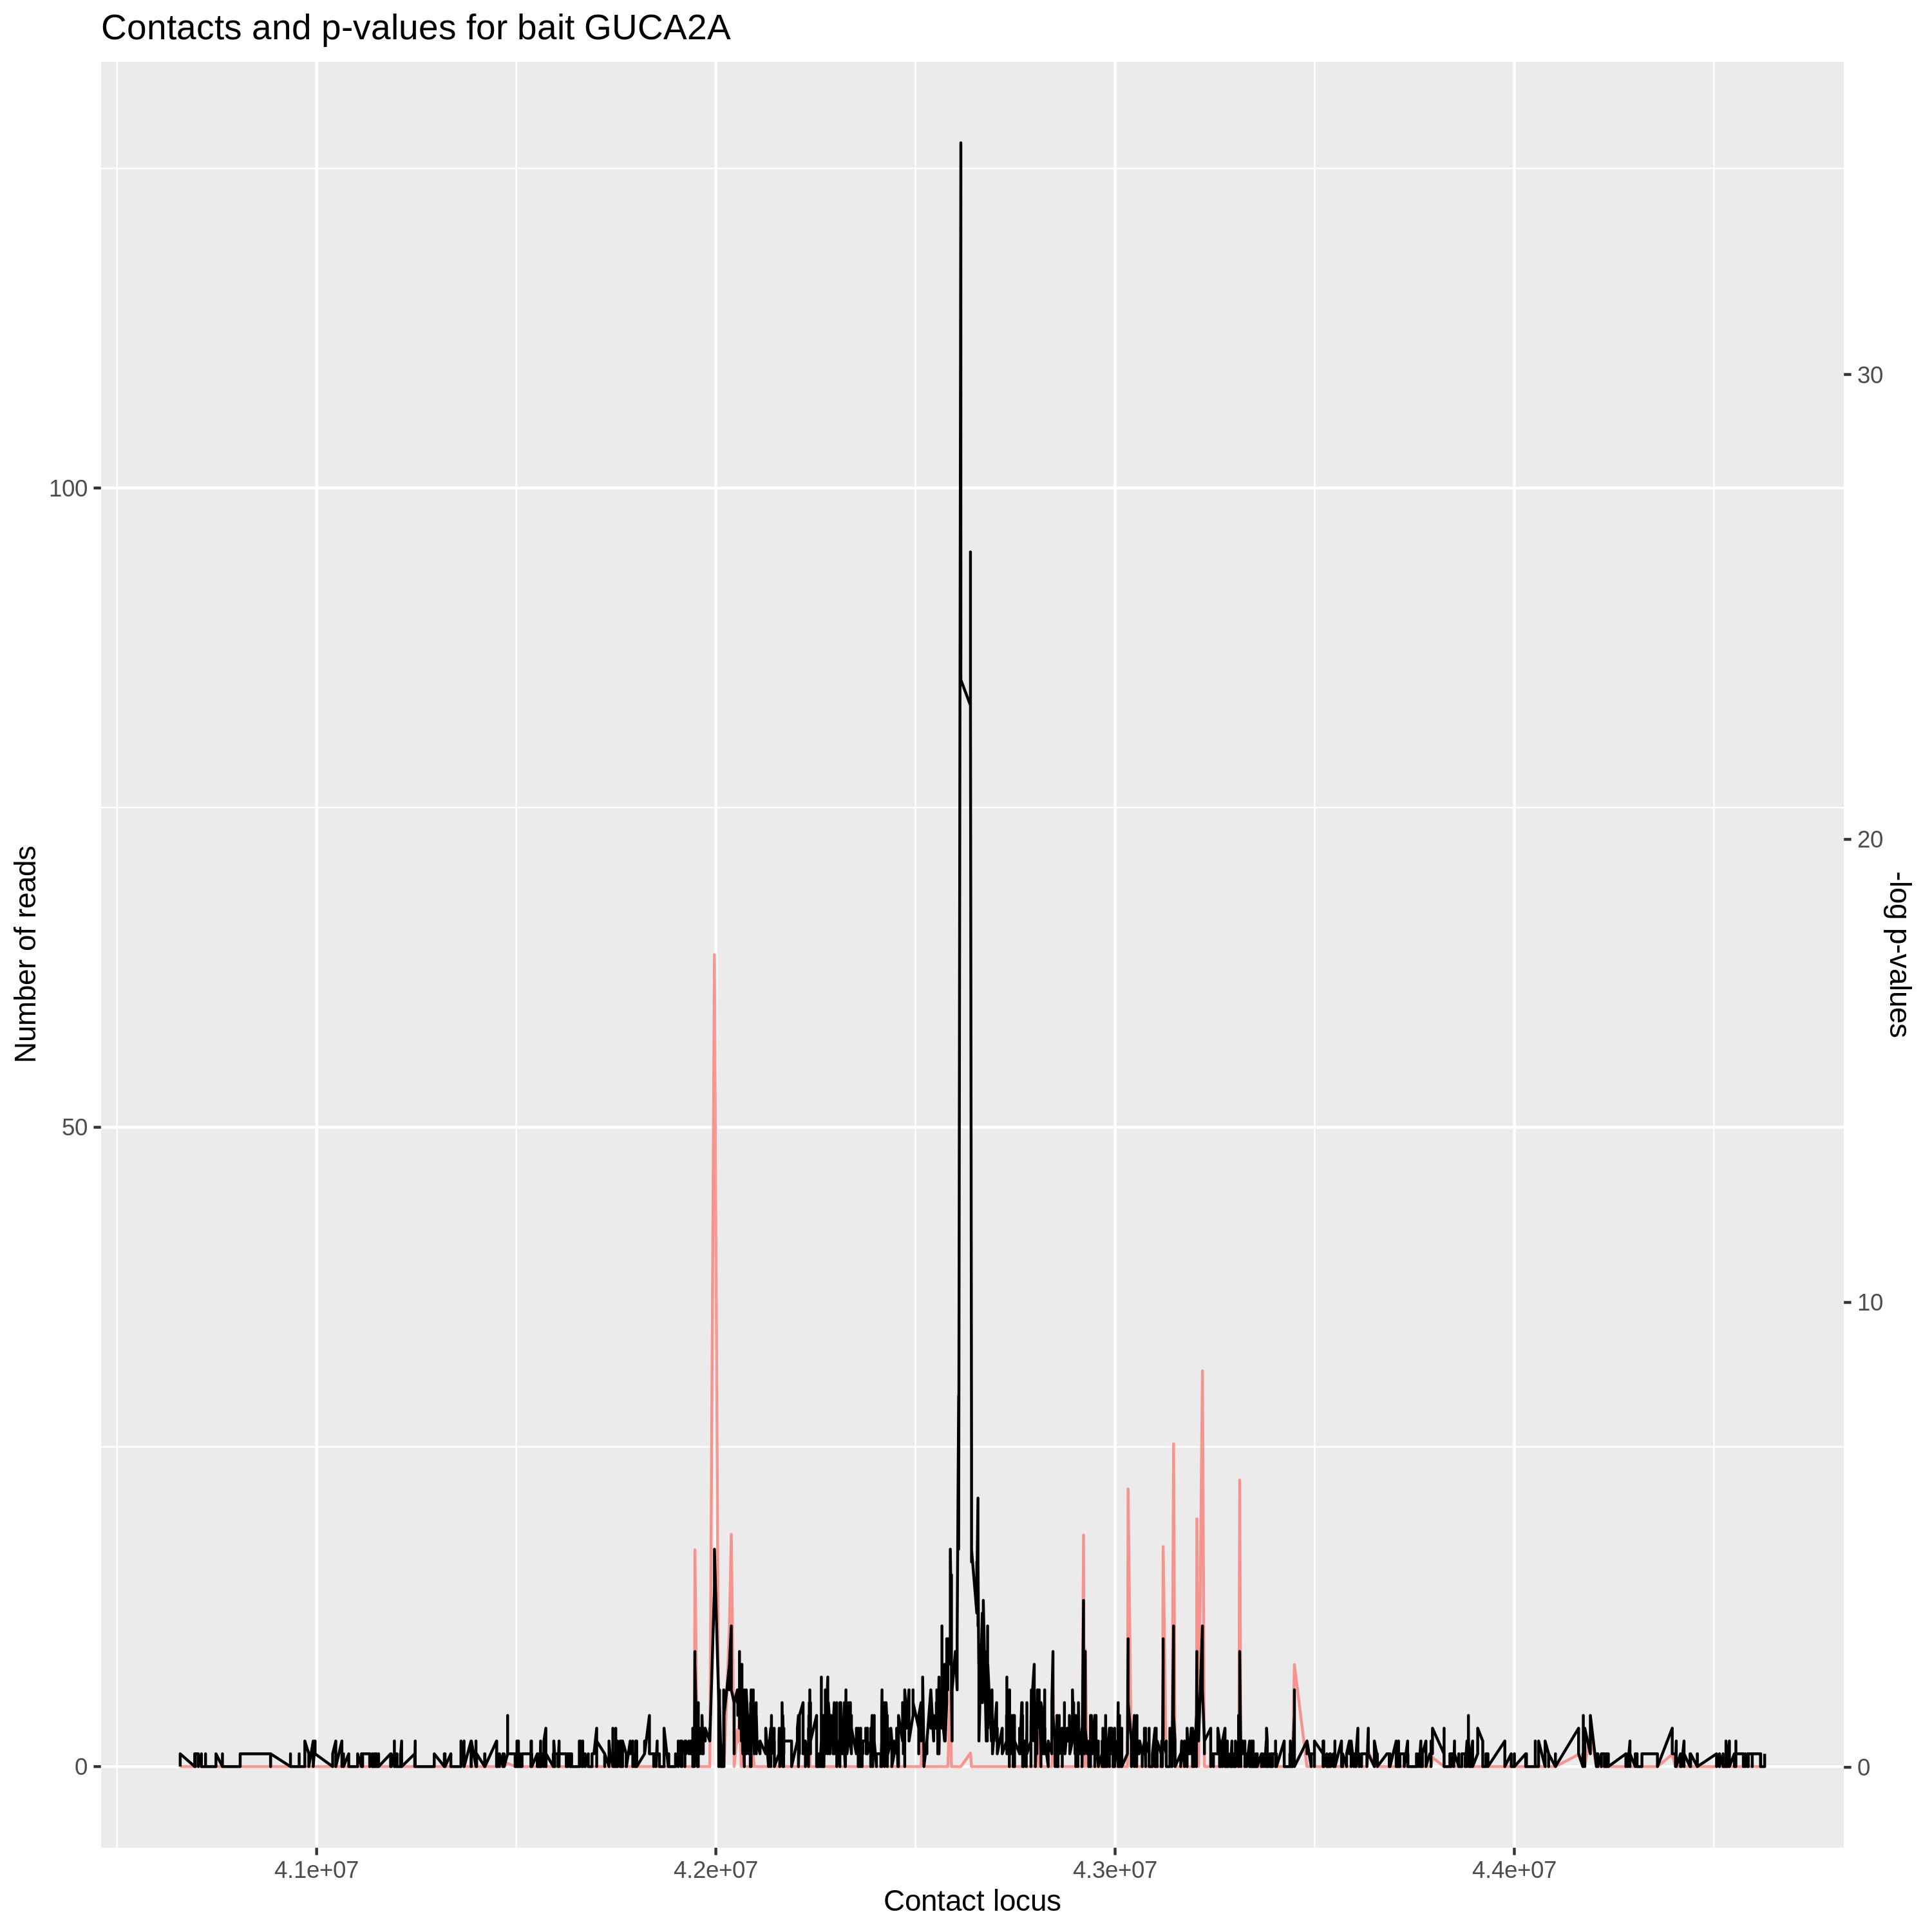 Contacts and p-values for bait GUCA2A
Number of reads
100
50
0
30
20
10
0
-log p-values
4.1e+07
4.2e+07
4.3e+07
4.4e+07
Contact locus